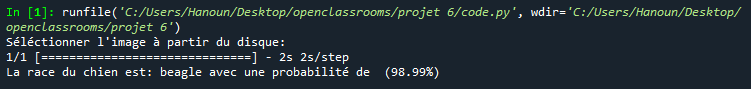 In [1]: runfile('C:/Users/Hanoun/Desktop/openclassrooms/projet 6/code.py', wdir='C:/Users/Hanoun/Desktop/
openclassrooms/projet 6')
Séléctionner l'image à partir du disque:
1/1 [==============================] - 2s 2s/step
La race du chien est: beagle avec une probabilité de  (98.99%)